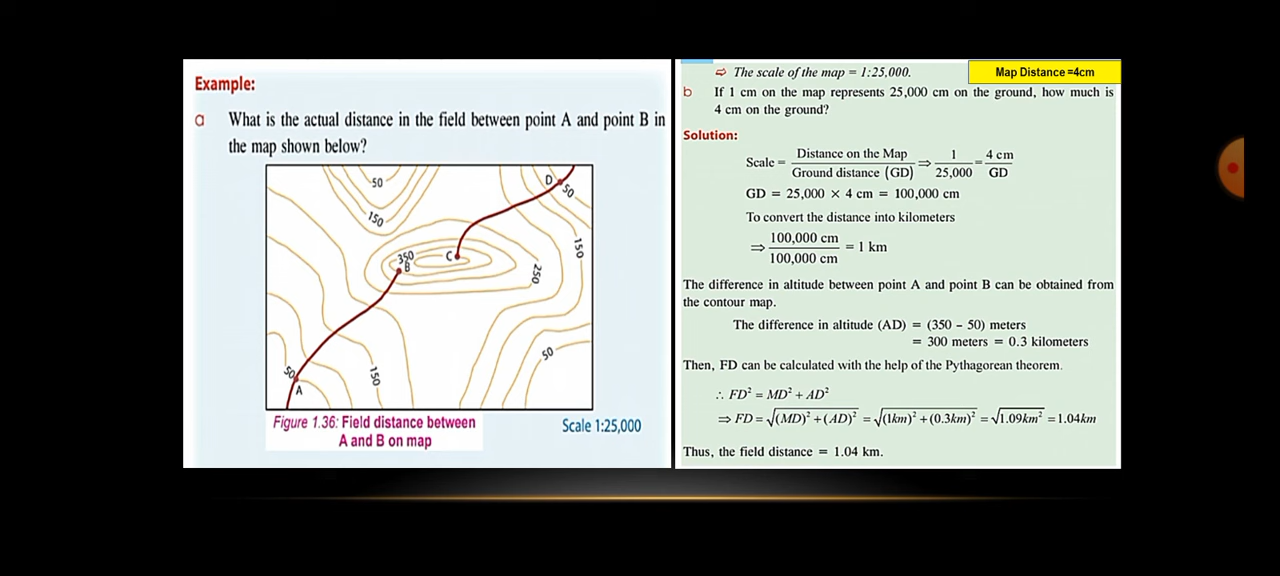 Example:
a What is the actual distance in the field between point A and point B in
the map shown below?
50
150
D
50
350
B
C
250
150
50
A
150
50
Figure 1.36: Field distance between
A and B on map
Scale 1:25,000
⇨ The scale of the map = 1:25,000.
Map Distance =4cm
b If 1 cm on the map represents 25,000 cm on the ground, how much is
4 cm on the ground?
Solution:
Scale = Distance on the Map / Ground distance (GD) ⇒ 1 / 25,000 = 4 cm / GD
GD = 25,000 × 4 cm = 100,000 cm
To convert the distance into kilometers
⇒ 100,000 cm / 100,000 cm = 1 km
The difference in altitude between point A and point B can be obtained from
the contour map.
The difference in altitude (AD) = (350 – 50) meters
= 300 meters = 0.3 kilometers
Then, FD can be calculated with the help of the Pythagorean theorem.
∴ FD² = MD² + AD²
⇒ FD = √(MD)² + (AD)² = √(1km)² + (0.3km)² = √1.09km² = 1.04km
Thus, the field distance = 1.04 km.